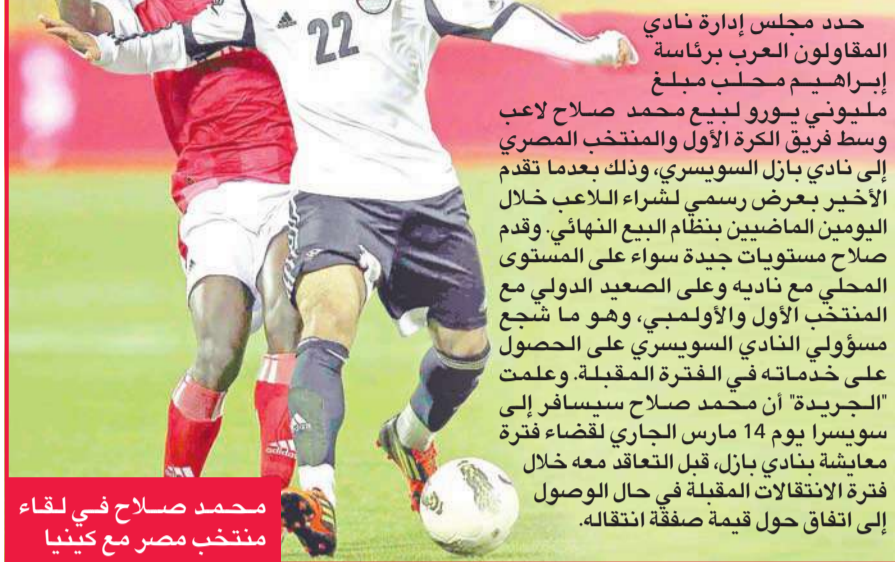 حدد مجلس إدارة نادي
المقاولون العرب برئاسة
إبراهيم محلب مبلغ
مليوني يورو لبيع محمد صلاح لاعب
وسط فريق الكرة الأول والمنتخب المصري
إلى نادي بازل السويسري، وذلك بعدما تقدم
الأخير بعرض رسمي لشراء اللاعب خلال
اليومين الماضيين بنظام البيع النهائي. وقدم
صلاح مستويات جيدة سواء على المستوى
المحلي مع ناديه وعلى الصعيد الدولي مع
المنتخب الأول والأولمبي، وهو ما شجع
مسؤولي النادي السويسري على الحصول
على خدماته في الفترة المقبلة. وعلمت
"الجريدة" أن محمد صلاح سيسافر إلى
سويسرا يوم 14 مارس الجاري لقضاء فترة
معايشة بنادي بازل، قبل التعاقد معه خلال
فترة الانتقالات المقبلة في حال الوصول
إلى اتفاق حول قيمة صفقة انتقاله.
محمد صلاح في لقاء
منتخب مصر مع كينيا
22
adidas